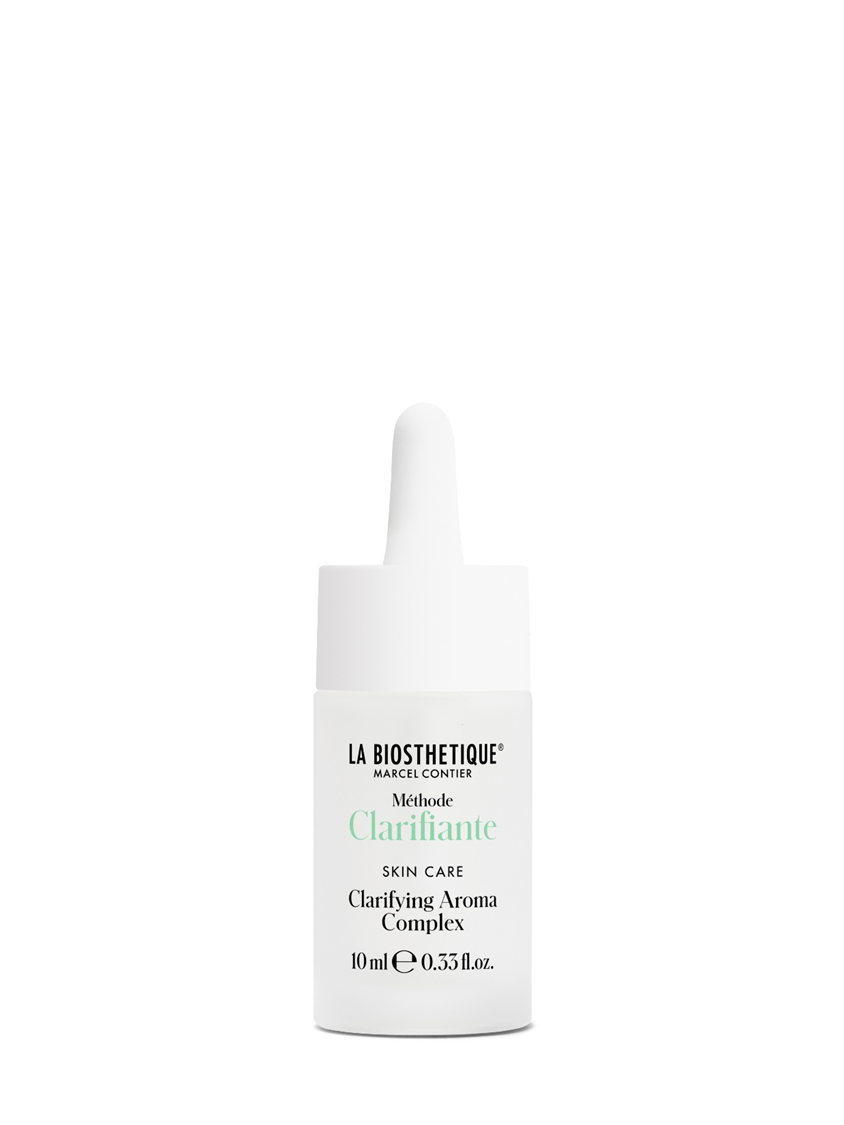 LA BIOSTHETIQUE®
MARCEL CONTIER
Méthode
Clarifiante
SKIN CARE
Clarifying Aroma
Complex
10 ml ℮ 0.33 fl.oz.